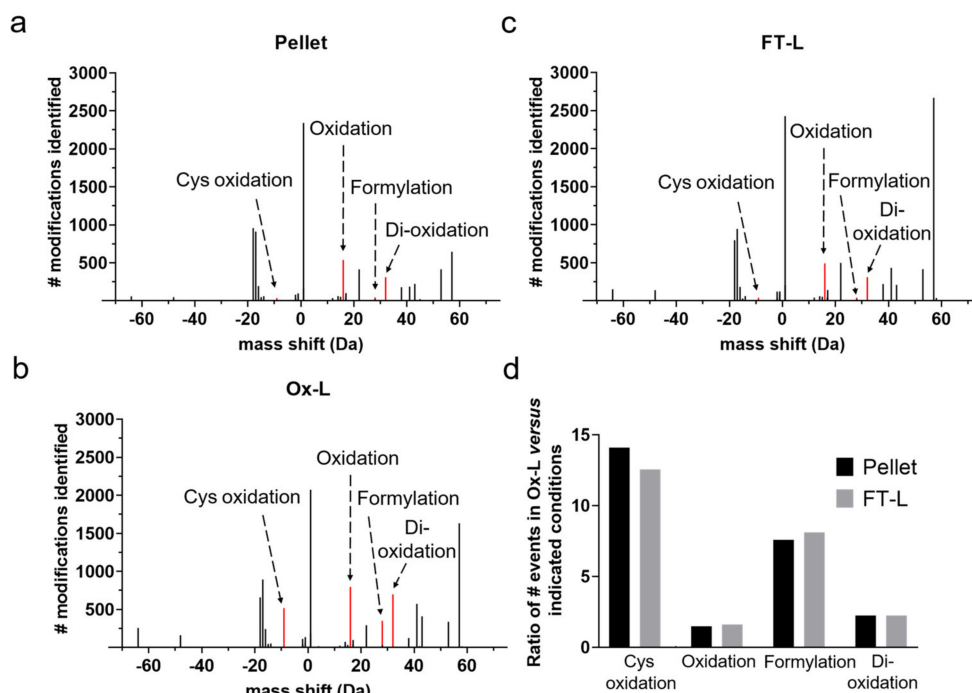 a
Pellet
# modifications identified
3000
2500
2000
1500
1000
500
Oxidation
Cys oxidation
Formylation
Di-oxidation
-60 -40 -20 0 20 40 60
mass shift (Da)
b
Ox-L
# modifications identified
3000
2500
2000
1500
1000
500
Oxidation
Cys oxidation
Formylation
Di-
oxidation
-60 -40 -20 0 20 40 60
mass shift (Da)
c
FT-L
# modifications identified
3000
2500
2000
1500
1000
500
Oxidation
Cys oxidation
Formylation
Di-
oxidation
-60 -40 -20 0 20 40 60
mass shift (Da)
d
Ratio of # events in Ox-L versus
indicated conditions
15
10
5
0
Pellet
FT-L
Cys
oxidation
Oxidation
Formylation
Di-
oxidation